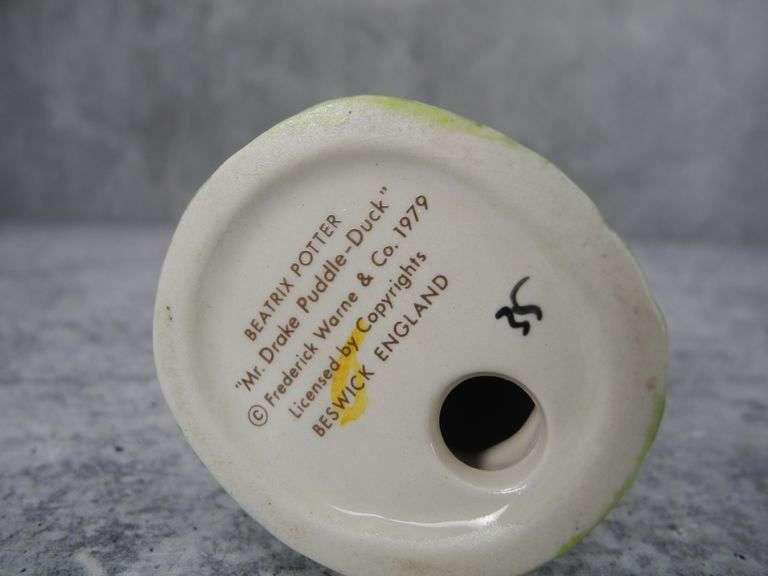 BEATRIX POTTER
"Mr. Drake Puddle-Duck"
© Frederick Warne & Co. 1979
Licensed by Copyrights
BESWICK ENGLAND